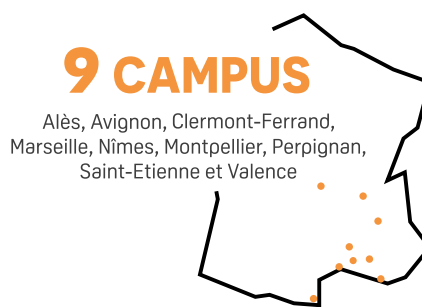 9 CAMPUS
Alès, Avignon, Clermont-Ferrand,
Marseille, Nîmes, Montpellier, Perpignan,
Saint-Etienne et Valence